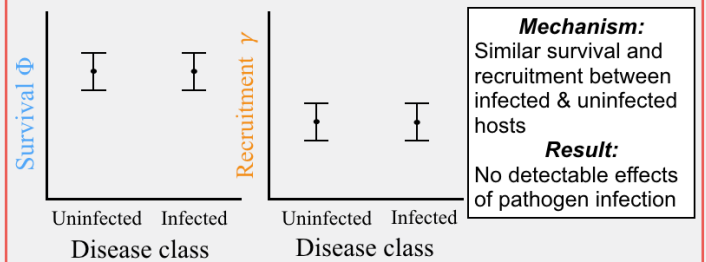 Survival Φ
Uninfected Infected
Disease class
Recruitment γ
Uninfected Infected
Disease class
Mechanism:
Similar survival and
recruitment between
infected & uninfected
hosts
Result:
No detectable effects
of pathogen infection